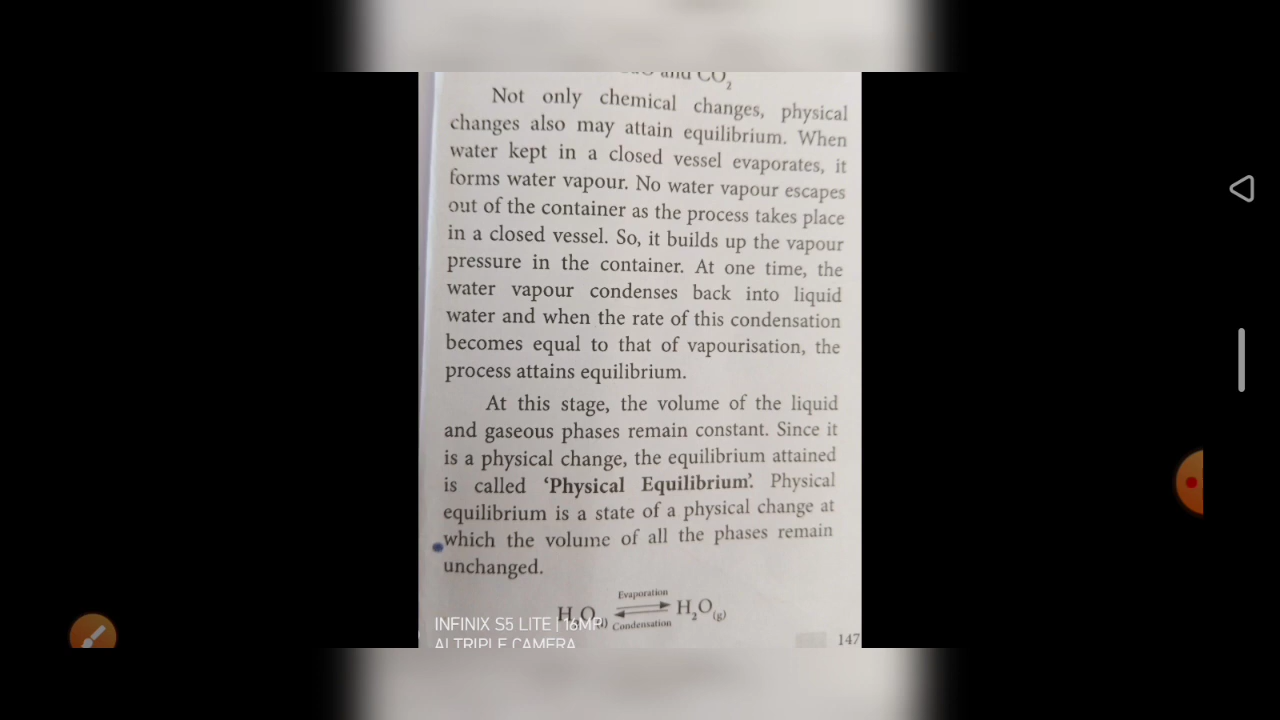 and CO2
Not only chemical changes, physical
changes also may attain equilibrium. When
water kept in a closed vessel evaporates, it
forms water vapour. No water vapour escapes
out of the container as the process takes place
in a closed vessel. So, it builds up the vapour
pressure in the container. At one time, the
water vapour condenses back into liquid
water and when the rate of this condensation
becomes equal to that of vapourisation, the
process attains equilibrium.
At this stage, the volume of the liquid
and gaseous phases remain constant. Since it
is a physical change, the equilibrium attained
is called ‘Physical Equilibrium’. Physical
equilibrium is a state of a physical change at
which the volume of all the phases remain
unchanged.
Evaporation
H2O(l) ⇌ H2O(g)
Condensation
INFINIX S5 LITE | 16MP
AI TRIPLE CAMERA
147